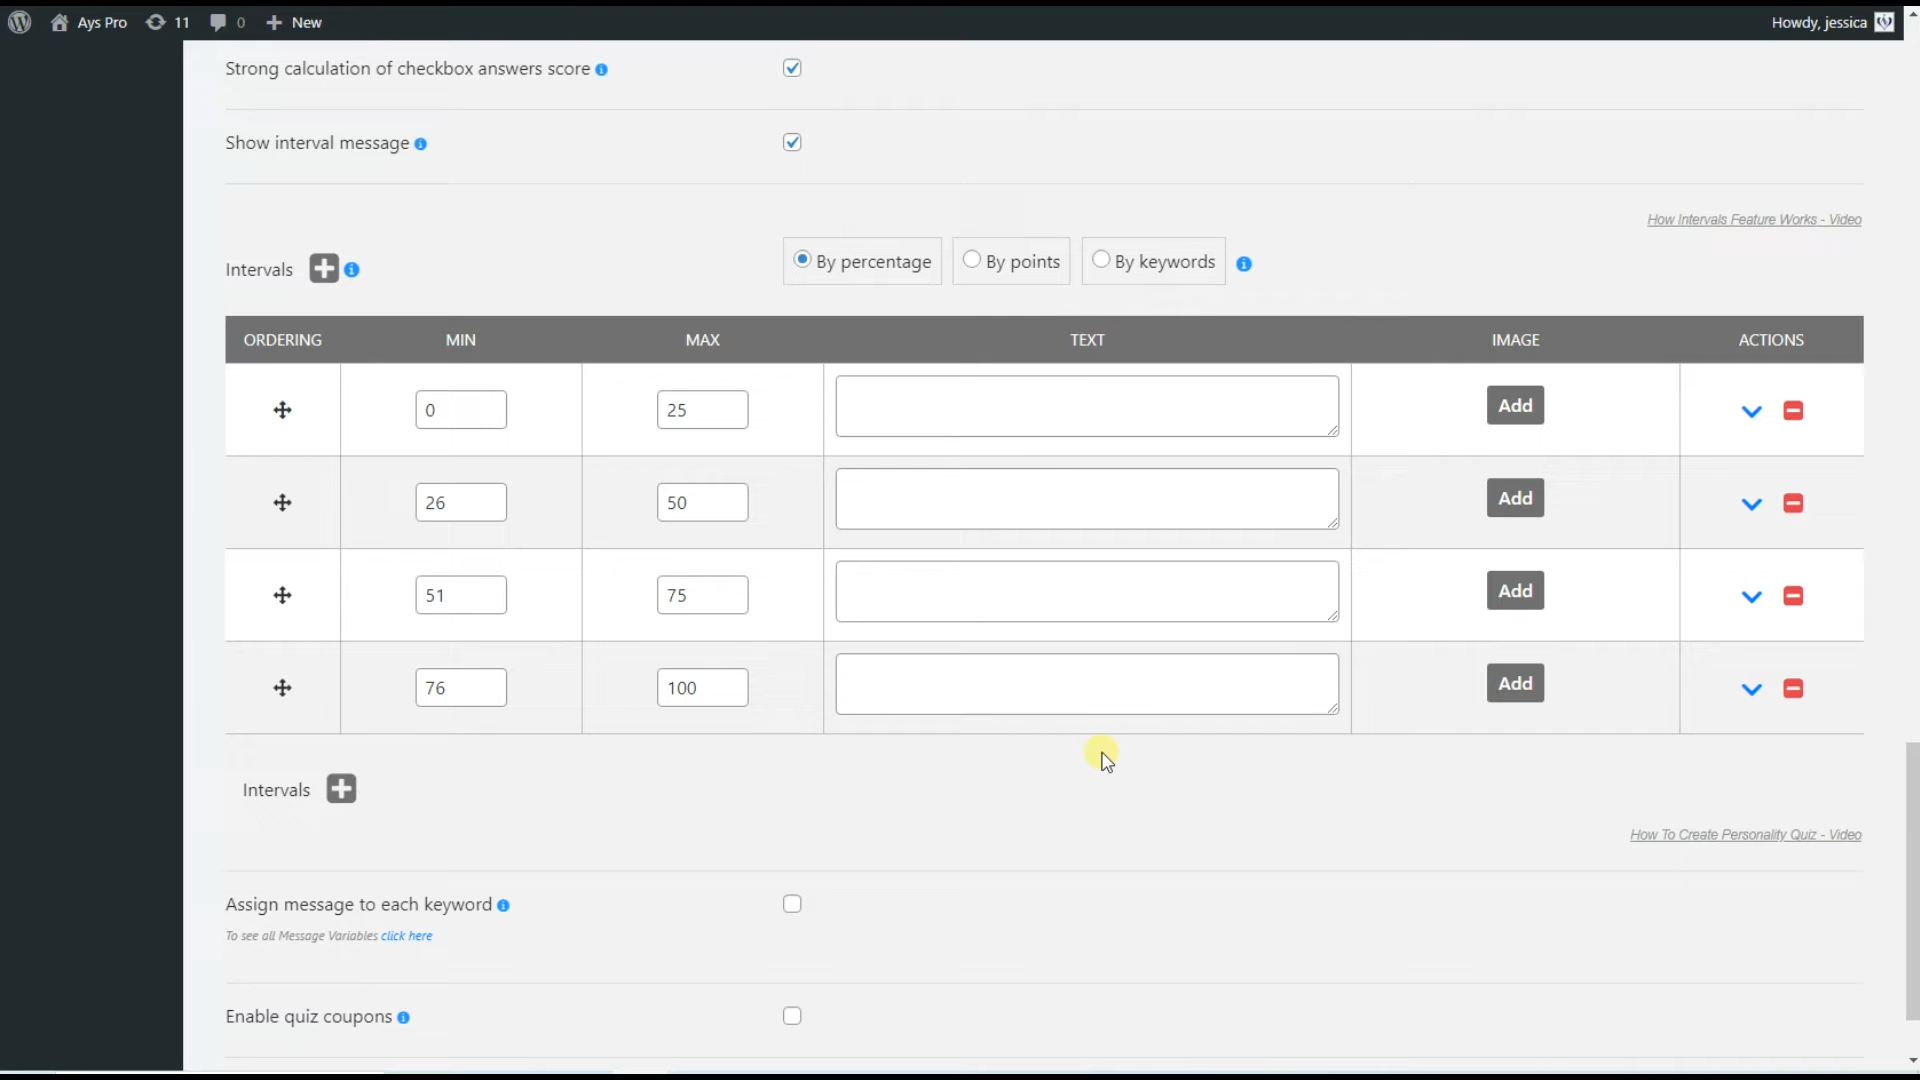 Ays Pro 11 0 New Howdy, jessica
Strong calculation of checkbox answers score
Show interval message
How Intervals Feature Works - Video
Intervals By percentage By points By keywords
ORDERING MIN MAX TEXT IMAGE ACTIONS
0 25 Add
26 50 Add
51 75 Add
76 100 Add
Intervals
How To Create Personality Quiz - Video
Assign message to each keyword
To see all Message Variables click here
Enable quiz coupons